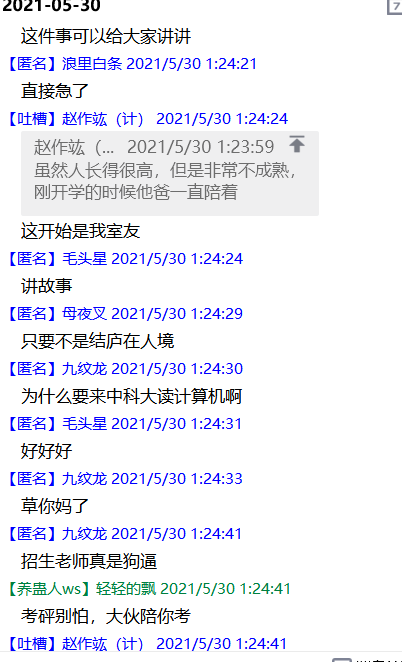 2021-05-30
7
这件事可以给大家讲讲
【匿名】浪里白条 2021/5/30 1:24:21
直接急了
【吐槽】赵作竑（计） 2021/5/30 1:24:24
赵作竑（... 2021/5/30 1:23:59
虽然人长得很高，但是非常不成熟，
刚开学的时候他爸一直陪着
这开始是我室友
【匿名】毛头星 2021/5/30 1:24:24
讲故事
【匿名】母夜叉 2021/5/30 1:24:29
只要不是结庐在人境
【匿名】九纹龙 2021/5/30 1:24:30
为什么要来中科大读计算机啊
【匿名】毛头星 2021/5/30 1:24:31
好好好
【匿名】九纹龙 2021/5/30 1:24:33
草你妈了
【匿名】九纹龙 2021/5/30 1:24:41
招生老师真是狗逼
【养蛊人ws】轻轻的飘 2021/5/30 1:24:41
考砰别怕，大伙陪你考
【吐槽】赵作竑（计） 2021/5/30 1:24:41